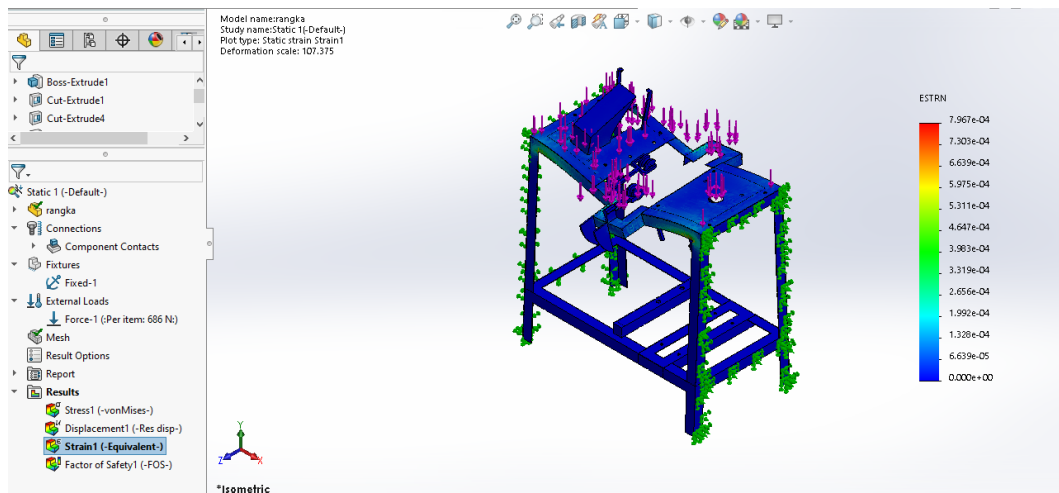 Model name:rangka
Study name:Static 1(-Default-)
Plot type: Static strain Strain1
Deformation scale: 107.375
Boss-Extrude1
Cut-Extrude1
Cut-Extrude4
Static 1 (-Default-)
rangka
Connections
Component Contacts
Fixtures
Fixed-1
External Loads
Force-1 (:Per item: 686 N:)
Mesh
Result Options
Report
Results
Stress1 (-vonMises-)
Displacement1 (-Res disp-)
Strain1 (-Equivalent-)
Factor of Safety1 (-FOS-)
ESTRN
7.967e-04
7.303e-04
6.639e-04
5.975e-04
5.311e-04
4.647e-04
3.983e-04
3.319e-04
2.656e-04
1.992e-04
1.328e-04
6.639e-05
0.000e+00
Y
Z
X
*Isometric